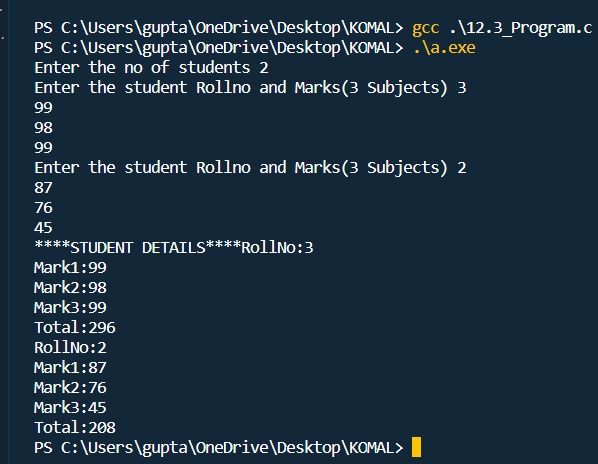 PS C:\Users\gupta\OneDrive\Desktop\KOMAL> gcc .\12.3_Program.c
PS C:\Users\gupta\OneDrive\Desktop\KOMAL> .\a.exe
Enter the no of students 2
Enter the student Rollno and Marks(3 Subjects) 3
99
98
99
Enter the student Rollno and Marks(3 Subjects) 2
87
76
45
****STUDENT DETAILS****RollNo:3
Mark1:99
Mark2:98
Mark3:99
Total:296
RollNo:2
Mark1:87
Mark2:76
Mark3:45
Total:208
PS C:\Users\gupta\OneDrive\Desktop\KOMAL>